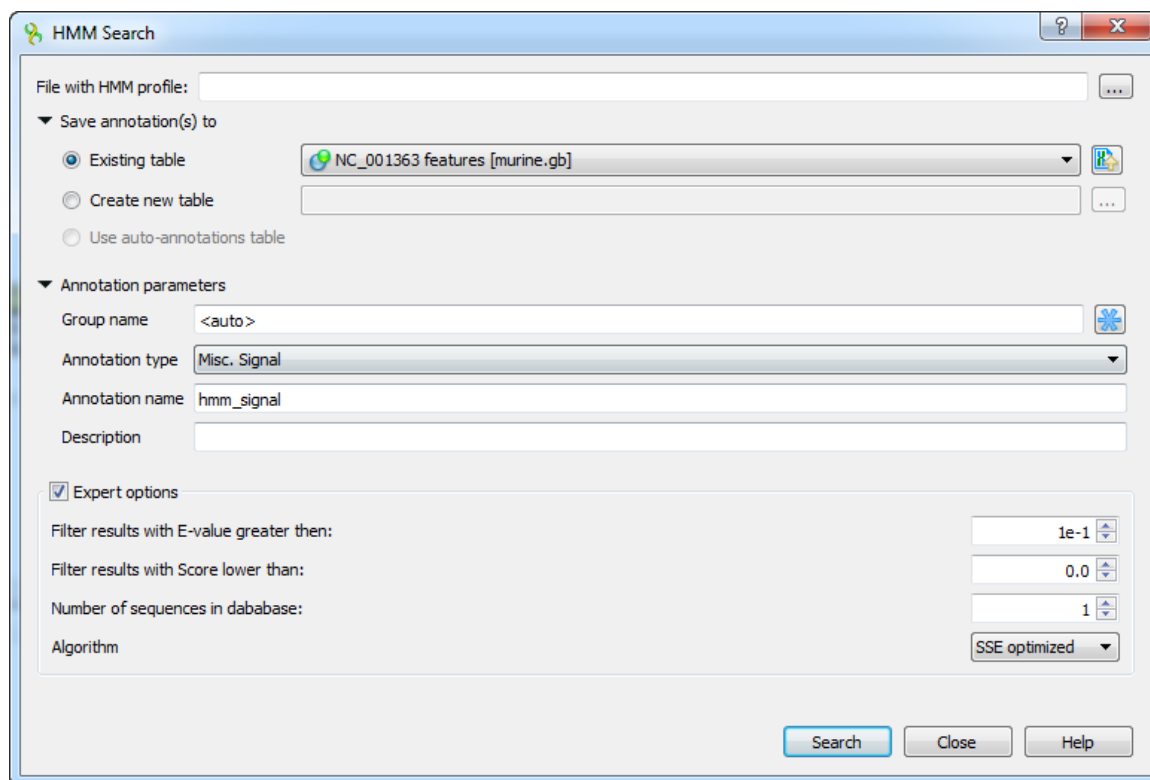 HMM Search
File with HMM profile:
...
Save annotation(s) to
Existing table NC_001363 features [murine.gb]
Create new table ...
Use auto-annotations table
Annotation parameters
Group name <auto>
Annotation type Misc. Signal
Annotation name hmm_signal
Description
Expert options
Filter results with E-value greater then: 1e-1
Filter results with Score lower than: 0.0
Number of sequences in dababase: 1
Algorithm SSE optimized
Search Close Help